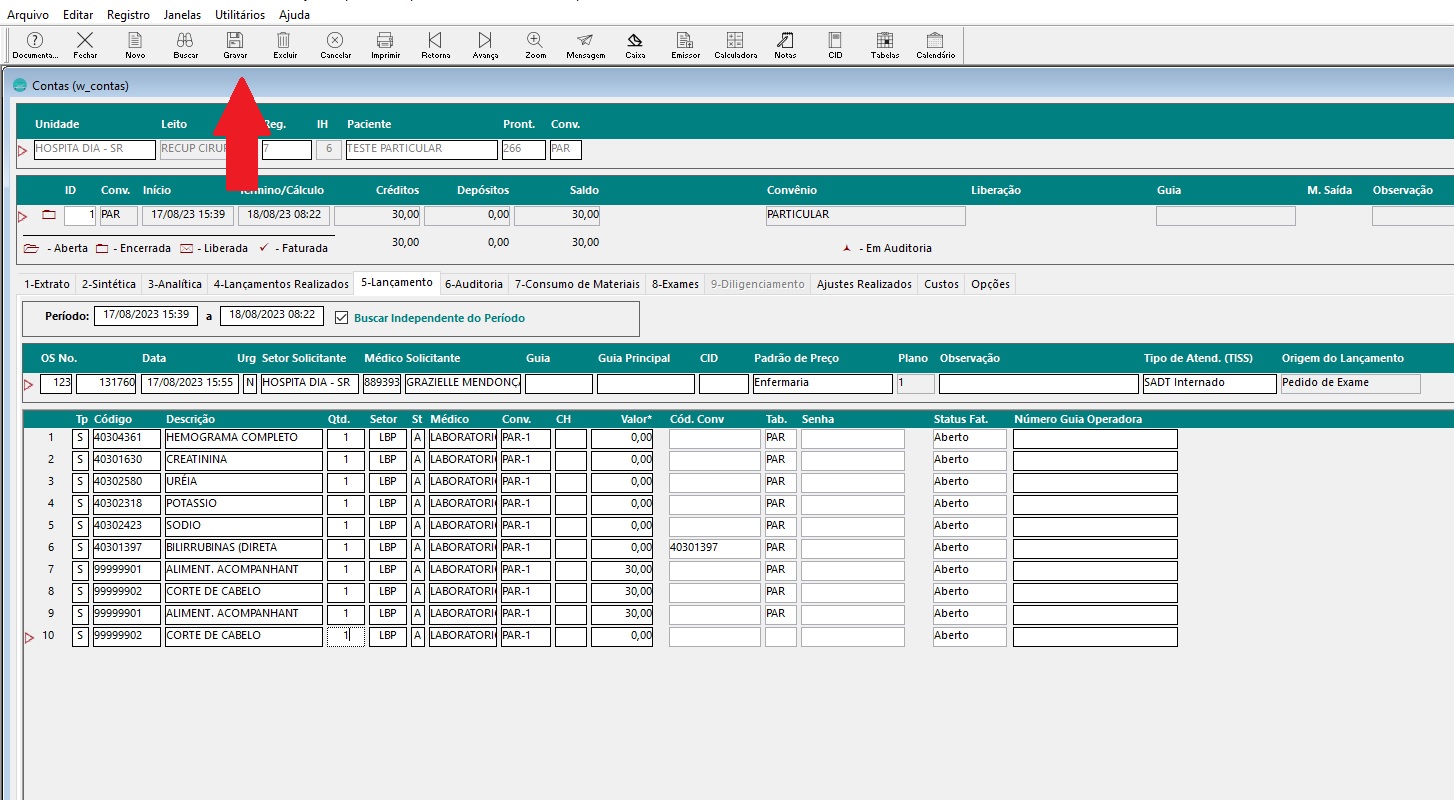 Arquivo Editar Registro Janelas Utilitários Ajuda
Documenta... Fechar Novo Buscar Gravar Excluir Cancelar Imprimir Retorna Avança Zoom Mensagem Caixa Emissor Calculadora Notas CID Tabelas Calendário
Contas (w_contas)
Unidade Leito Reg. IH Paciente Pront. Conv.
HOSPITA DIA - SR RECUP CIRU 7 6 TESTE PARTICULAR 266 PAR
ID Conv. Início Término/Cálculo Créditos Depósitos Saldo Convênio Liberação Guia M. Saída Observação
1 PAR 17/08/23 15:39 18/08/23 08:22 30,00 0,00 30,00 PARTICULAR
- Aberta - Encerrada - Liberada - Faturada 30,00 0,00 30,00 - Em Auditoria
1-Extrato 2-Sintética 3-Analítica 4-Lançamentos Realizados 5-Lançamento 6-Auditoria 7-Consumo de Materiais 8-Exames 9-Diligenciamento Ajustes Realizados Custos Opções
Período: 17/08/2023 15:39 a 18/08/2023 08:22 Buscar Independente do Período
OS No. Data Urg Setor Solicitante Médico Solicitante Guia Guia Principal CID Padrão de Preço Plano Observação Tipo de Atend. (TISS) Origem do Lançamento
123 131760 17/08/2023 15:55 N HOSPITA DIA - SR 889393 GRAZIELLE MENDONÇ Enfermaria 1 SADT Internado Pedido de Exame
Tp Código Descrição Qtd. Setor St Médico Conv. CH Valor* Cód. Conv Tab. Senha Status Fat. Número Guia Operadora
1 S 40304361 HEMOGRAMA COMPLETO 1 LBP A LABORATORI PAR-1 0,00 PAR Aberto
2 S 40301630 CREATININA 1 LBP A LABORATORI PAR-1 0,00 PAR Aberto
3 S 40302580 URÉIA 1 LBP A LABORATORI PAR-1 0,00 PAR Aberto
4 S 40302318 POTASSIO 1 LBP A LABORATORI PAR-1 0,00 PAR Aberto
5 S 40302423 SODIO 1 LBP A LABORATORI PAR-1 0,00 PAR Aberto
6 S 40301397 BILIRRUBINAS (DIRETA 1 LBP A LABORATORI PAR-1 0,00 40301397 PAR Aberto
7 S 99999901 ALIMENT. ACOMPANHANT 1 LBP A LABORATORI PAR-1 30,00 PAR Aberto
8 S 99999902 CORTE DE CABELO 1 LBP A LABORATORI PAR-1 30,00 PAR Aberto
9 S 99999901 ALIMENT. ACOMPANHANT 1 LBP A LABORATORI PAR-1 30,00 PAR Aberto
10 S 99999902 CORTE DE CABELO 1 LBP A LABORATORI PAR-1 0,00 Aberto